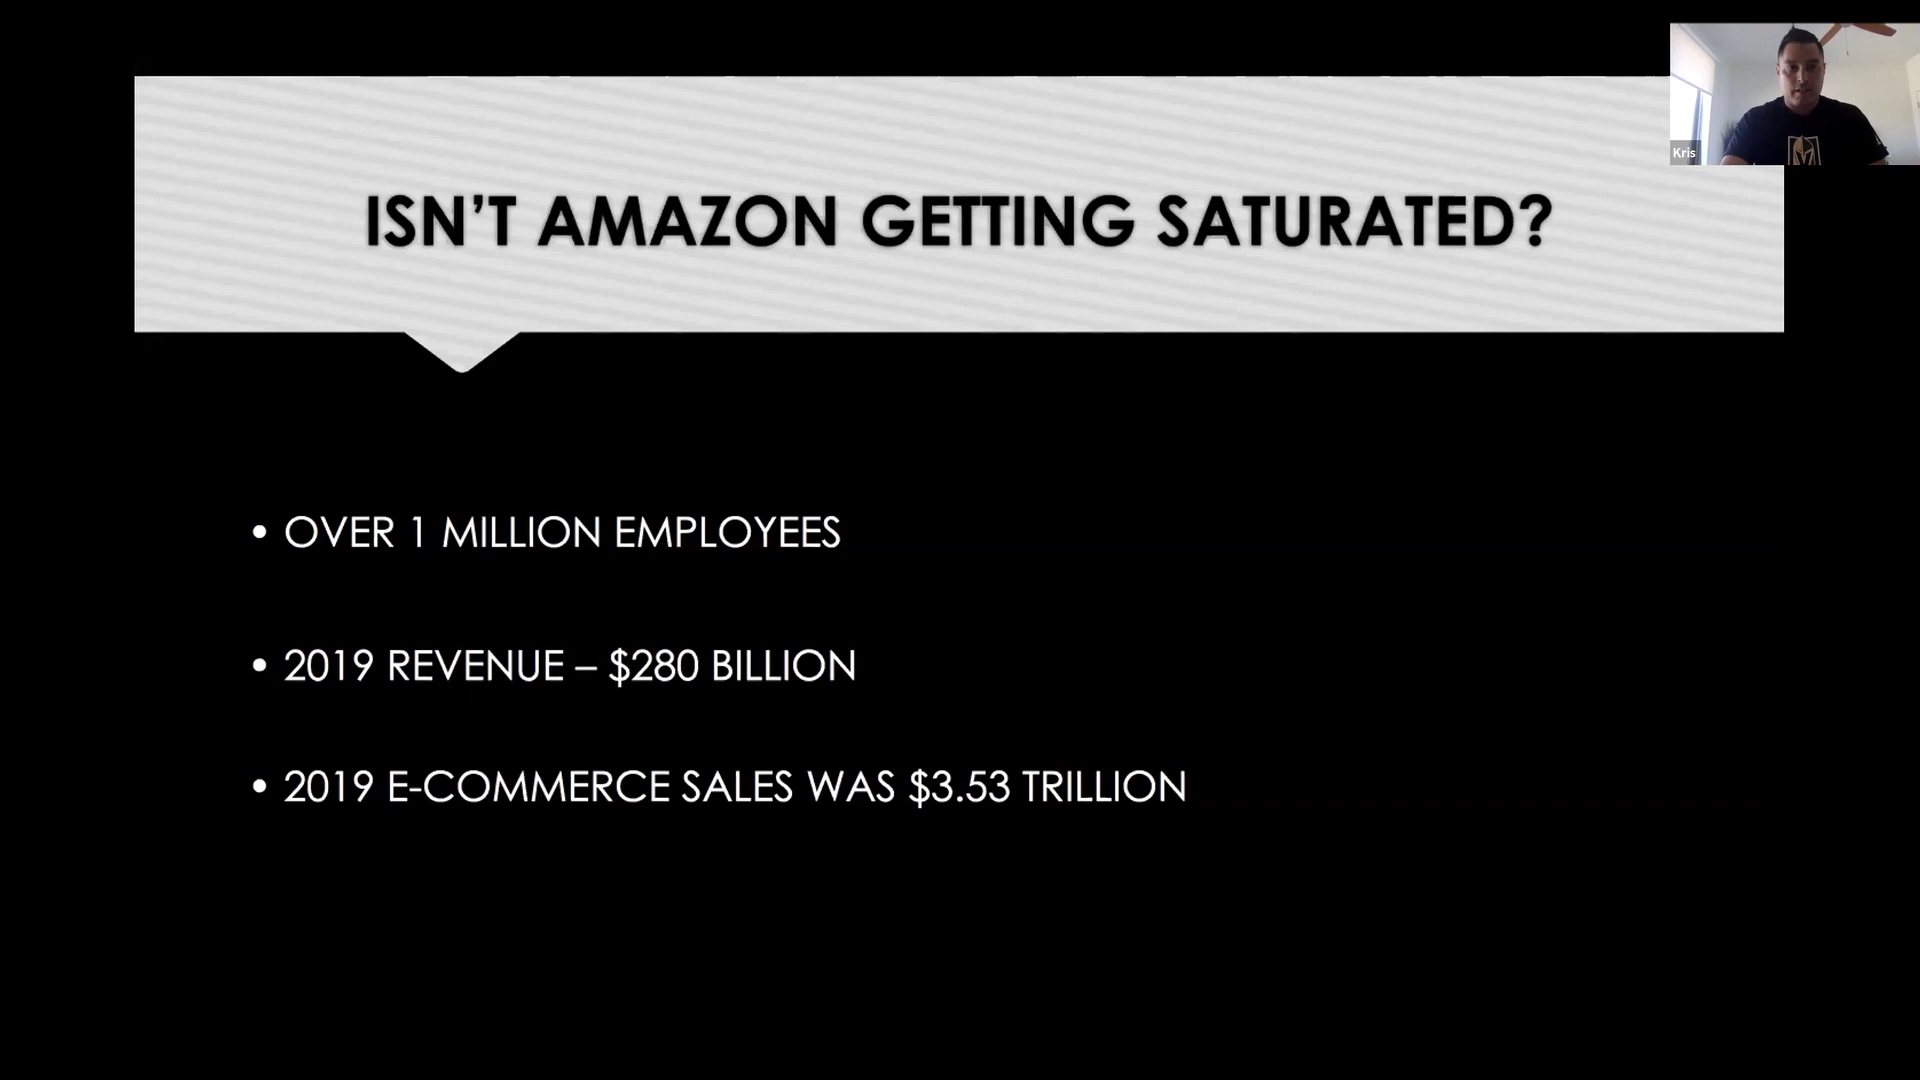 Kris
ISN’T AMAZON GETTING SATURATED?
• OVER 1 MILLION EMPLOYEES
• 2019 REVENUE – $280 BILLION
• 2019 E-COMMERCE SALES WAS $3.53 TRILLION